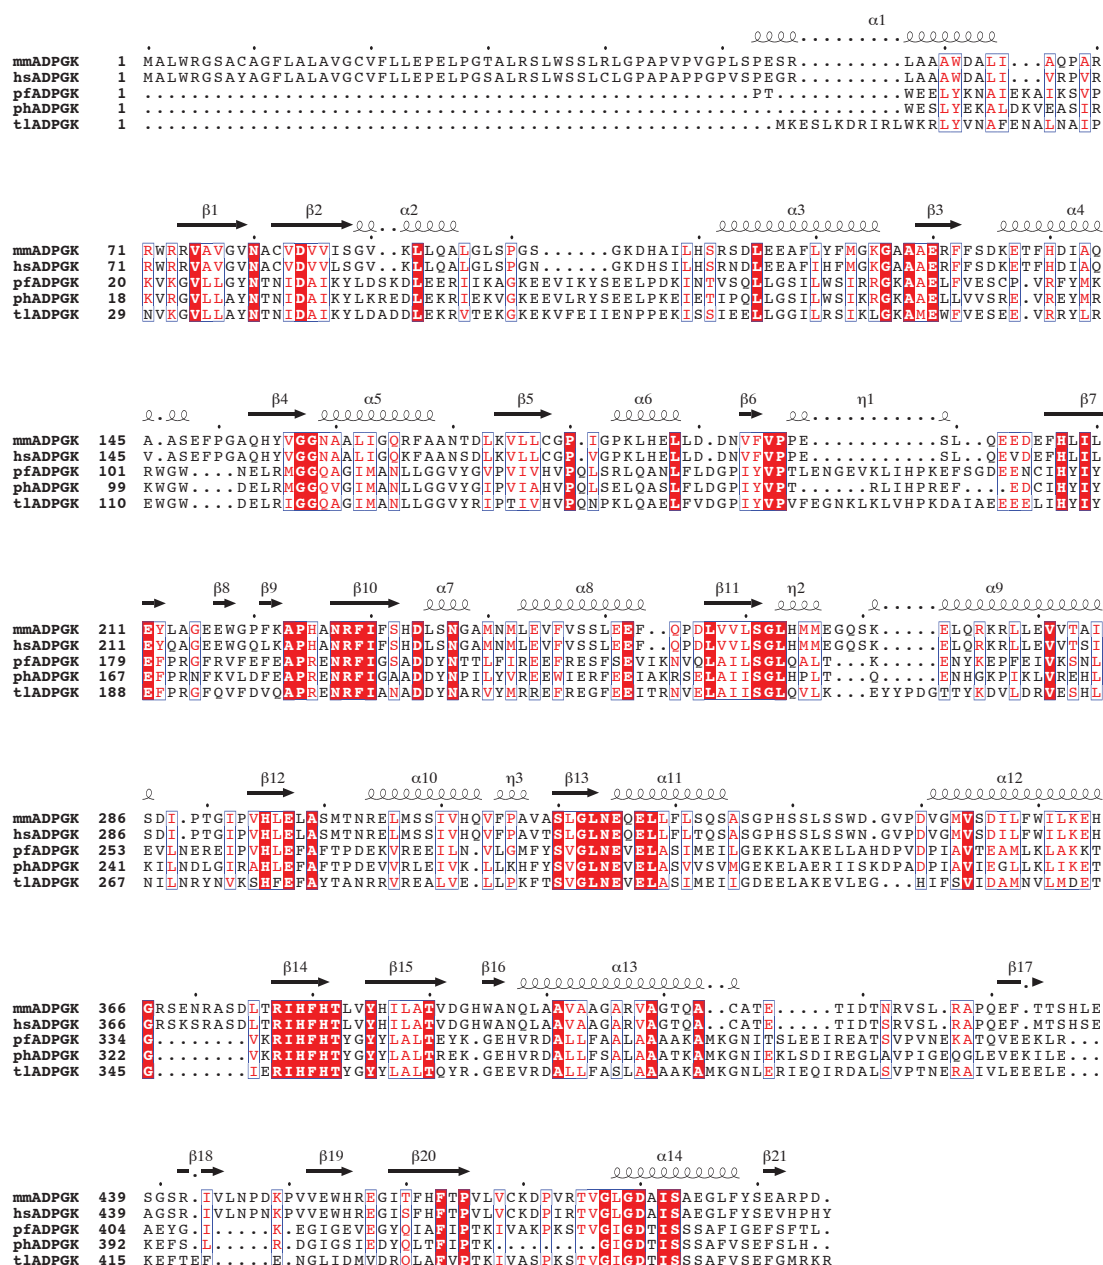 α1
mmADPGK 1 MALWRGSACAGFLALAVGCVFLLEPELPGTALRSLWSSLRLGPAPVPVGPLSPESR.........LAAAWDALI...AQPAR
hsADPGK 1 MALWRGSAYAGFLALAVGCVFLLEPELPGSALRSLWSSLCLGPAPAPPGPVSPEGR.........LAAAWDALI...VRPVR
pfADPGK 1 ....................................................PT...........WEELYKNAIEKAIKSVP
phADPGK 1 .................................................................WESLYEKALDKVEASIR
tlADPGK 1 ......................................................MKESLKDRIRLWKRLYVNAFENALNAIP
β1 β2 α2 α3 β3 α4
mmADPGK 71 RWRRVAVGVNACVDVVISGV..KLLQALGLSPGS......GKDHAILHSRSDLEEAFLYFMGKGAAAERFFSDKETFHDIAQ
hsADPGK 71 RWRRVAVGVNACVDVVLSGV..KLLQALGLSPGN......GKDHSILHSRNDLEEAFIHFMGKGAAAERFFSDKETFHDIAQ
pfADPGK 20 KVKGVLLGYNTNIDAIKYLDSKDLEERIIKAGKEEVIKYSEELPDKINTVSQLLGSILWSIRRGKAAELFVESCP.VRFYMK
phADPGK 18 KVRGVLLAYNTNIDAIKYLKREDLEKRIEKVGKEEVLRYSEELPKEIETIPQLLGSILWSIKRGKAAELLVVSRE.VREYMR
tlADPGK 29 NVKGVLLAYNTNIDAIKYLDADDLEKRVTEKGKEKVFEIIENPPEKISSIEELLGGILRSIKLGKAMEWFVESEE.VRRYLR
β4 α5 β5 α6 β6 η1 β7
mmADPGK 145 A.ASEFPGAQHYVGGNAALIGQRFAANTDLKVLLCGP.IGPKLHELLD.DNVFVPPE...........SL..QEEDEFHLIL
hsADPGK 145 V.ASEFPGAQHYVGGNAALIGQKFAANSDLKVLLCGP.VGPKLHELLD.DNVFVPPE...........SL..QEVDEFHLIL
pfADPGK 101 RWGW....NELRMGGQAGIMANLLGGVYGVPVIVHVPQLSRLQANLFLDGPIYVPTLENGEVKLIHPKEFSGDEENCIHYIY
phADPGK 99 KWGW....DELRMGGQVGIMANLLGGVYGIPVIAHVPQLSELQASLFLDGPIYVPT.......RLIHPREF...EDCIHYIY
tlADPGK 110 EWGW....DELRIGGQAGIMANLLGGVYRIPTIVHVPQNPKLQAELFVDGPIYVPVFEGNKLKLVHPKDAIAEEEELIHYIY
β8 β9 β10 α7 α8 β11 η2 α9
mmADPGK 211 EYLAGEEWGPFKAPHANRFIFSHDLSNGAMNMLEVFVSSLEEF..QPDLVVLSGLHMMEGQSK.....ELQRKRLLEVVTAI
hsADPGK 211 EYQAGEEWGQLKAPHANRFIFSHDLSNGAMNMLEVFVSSLEEF..QPDLVVLSGLHMMEGQSK.....ELQRKRLLEVVTSI
pfADPGK 179 EFPRGFRVFEFEAPRENRFIGSADDYNTTLFIREEFRESFSEVIKNVQLAILSGLQALT...K.....ENYKEPFEIVKSNL
phADPGK 167 EFPRNFKVLDFEAPRENRFIGAADDYNPILYVREEWIERFEEIAKRSELAIISGLHPLT...Q.....ENHGKPIKLVREHL
tlADPGK 188 EFPRGFQVFDVQAPRENRFIANADDYNARVYMRREFREGFEEITRNVELAIISGLQVLK...EYYPDGTTYKDVLDRVESHL
β12 α10 η3 β13 α11 α12
mmADPGK 286 SDI.PTGIPVHLELASMTNRELMSSIVHQVFPAVASLGLNEQELLFLSQSASGPHSSLSSWD.GVPDVGMVSDILFWILKEH
hsADPGK 286 SDI.PTGIPVHLELASMTNRELMSSIVHQVFPAVTSLGLNEQELLFLTQSASGPHSSLSSWN.GVPDVGMVSDILFWILKEH
pfADPGK 253 EVLNEREIPVHLEFAFTPDEKVREEILN.VLGMFYSVGLNEVELASIMEILGEKKLAKELLAHDPVDPIAVTEAMLKLAKKT
phADPGK 241 KILNDLGIRAHLEFAFTPDEVVRLEIVK.LLKHFYSVGLNEVELASVVSVMGEKELAERIISKDPADPIAVIEGLLKLIKET
tlADPGK 267 NILNRYNVKSHFEFAYTANRRVREALVE.LLPKFTSVGLNEVELASIMEIIGDEELAKEVLEG...HIFSVIDAMNVLMDET
β14 β15 β16 α13 β17
mmADPGK 366 GRSENRASDLTRIHFHTLVYHILATVDGHWANQLAAVAAGARVAGTQA..CATE.....TIDTNRVSL.RAPQEF.TTSHLE
hsADPGK 366 GRSKSRASDLTRIHFHTLVYHILATVDGHWANQLAAVAAGARVAGTQA..CATE.....TIDTSRVSL.RAPQEF.MTSHSE
pfADPGK 334 G........VKRIHFHTYGYYLALTEYK.GEHVRDALLFAALAAAAKAMKGNITSLEEIREATSVPVNEKATQVEEKLR...
phADPGK 322 G........VKRIHFHTYGYYLALTREK.GEHVRDALLFSALAAATKAMKGNIEKLSDIREGLAVPIGEQGLEVEKILE...
tlADPGK 345 G........IERIHFHTYGYYLALTQYR.GEEVRDALLFASLAAAAKAMKGNLERIEQIRDALSVPTNERAIVLEEELE...
β18 β19 β20 α14 β21
mmADPGK 439 SGSR.IVLNPDKPVVEWHREGITFHFTPVLVCKDPVRTVGLGDAISAEGLFYSEARPD.
hsADPGK 439 AGSR.IVLNPNKPVVEWHREGISFHFTPVLVCKDPIRTVGLGDAISAEGLFYSEVHPHY
pfADPGK 404 AEYG.I.....KEGIGEVEGYQIAFIPTKIVAKPKSTVGIGDTISSSAFIGEFSFTL.
phADPGK 392 KEFS.L.....R.DGIGSIEDYQLTFIPTK.........GIGDTISSSAFVSEFSLH..
tlADPGK 415 KEFTEF.....E.NGLIDMVDRQLAFVPTKIVASPKSTVGIGDTISSSAFVSEFGMRKR